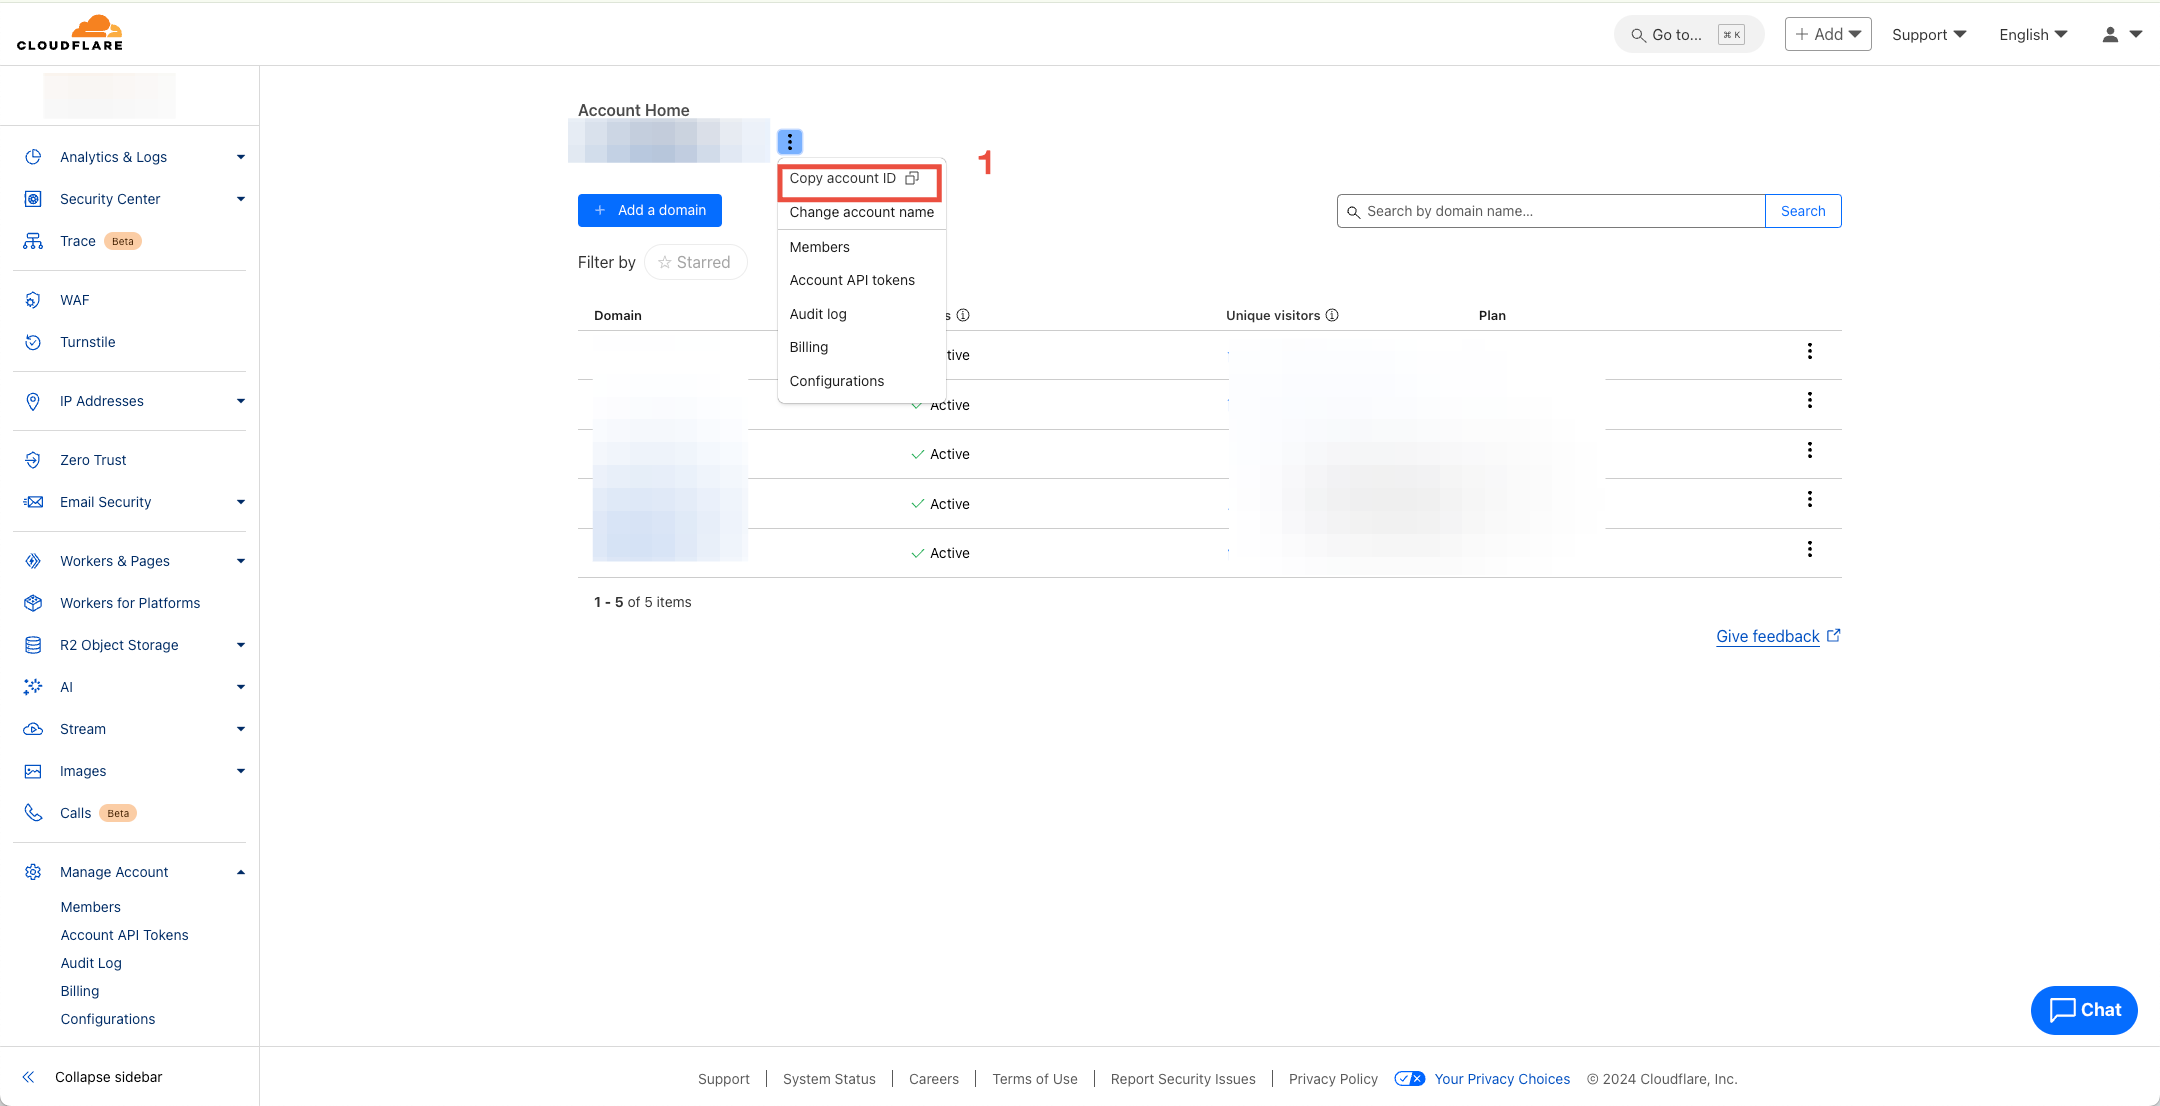 CLOUDFLARE
Go to... ⌘ K
Add
Support
English
Analytics & Logs
Security Center
Trace Beta
WAF
Turnstile
IP Addresses
Zero Trust
Email Security
Workers & Pages
Workers for Platforms
R2 Object Storage
AI
Stream
Images
Calls Beta
Manage Account
Members
Account API Tokens
Audit Log
Billing
Configurations
Collapse sidebar
Account Home
1
Copy account ID
Change account name
Members
Account API tokens
Audit log
Billing
Configurations
+ Add a domain
Search by domain name...
Search
Filter by
Starred
Domain
s
Unique visitors
Plan
tive
Active
Active
Active
Active
1 - 5 of 5 items
Give feedback
Chat
Support
System Status
Careers
Terms of Use
Report Security Issues
Privacy Policy
Your Privacy Choices
© 2024 Cloudflare, Inc.